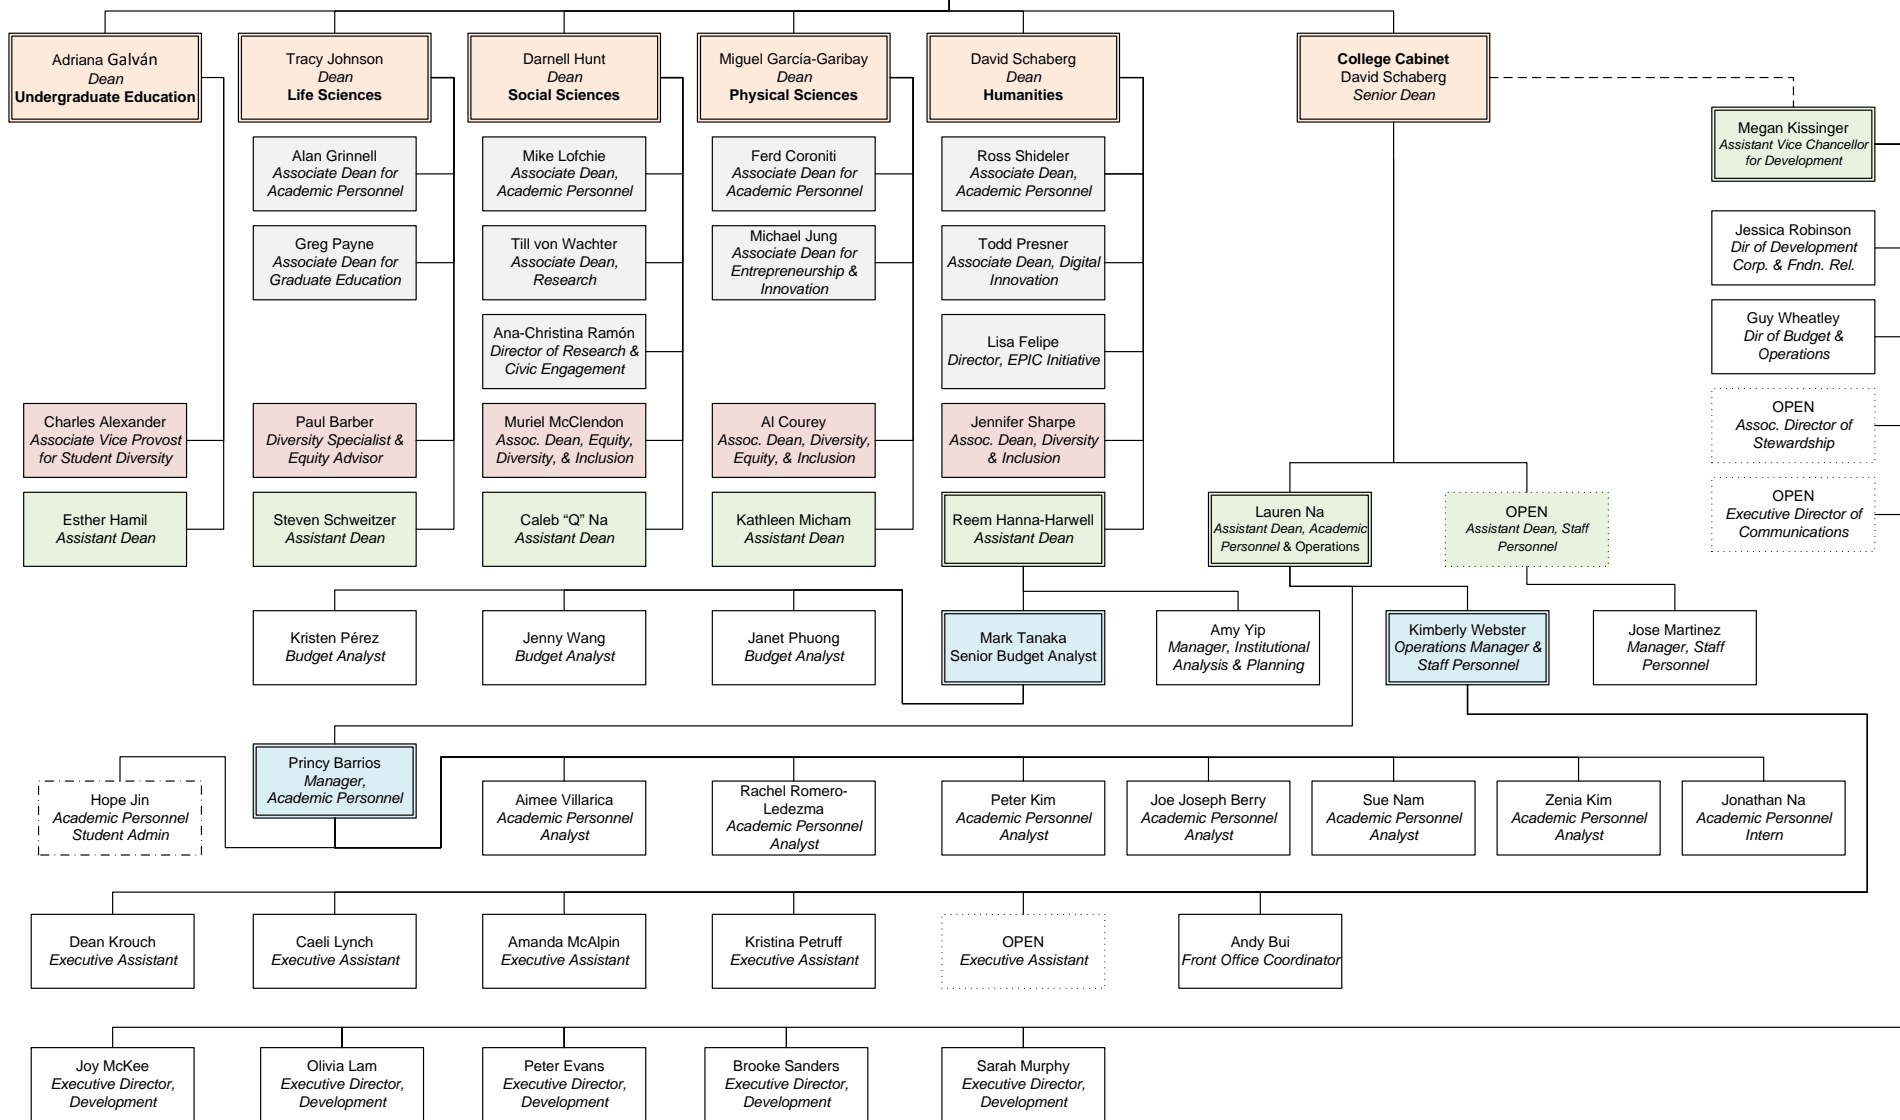 Adriana Galván
Dean
Undergraduate Education
Tracy Johnson
Dean
Life Sciences
Darnell Hunt
Dean
Social Sciences
Miguel García-Garibay
Dean
Physical Sciences
David Schaberg
Dean
Humanities
College Cabinet
David Schaberg
Senior Dean
Megan Kissinger
Assistant Vice Chancellor
for Development
Alan Grinnell
Associate Dean for
Academic Personnel
Mike Lofchie
Associate Dean,
Academic Personnel
Ferd Coroniti
Associate Dean for
Academic Personnel
Ross Shideler
Associate Dean,
Academic Personnel
Jessica Robinson
Dir of Development
Corp. & Fndn. Rel.
Greg Payne
Associate Dean for
Graduate Education
Till von Wachter
Associate Dean,
Research
Michael Jung
Associate Dean for
Entrepreneurship &
Innovation
Todd Presner
Associate Dean, Digital
Innovation
Guy Wheatley
Dir of Budget &
Operations
Ana-Christina Ramón
Director of Research &
Civic Engagement
Lisa Felipe
Director, EPIC Initiative
OPEN
Assoc. Director of
Stewardship
Charles Alexander
Associate Vice Provost
for Student Diversity
Paul Barber
Diversity Specialist &
Equity Advisor
Muriel McClendon
Assoc. Dean, Equity,
Diversity, & Inclusion
Al Courey
Assoc. Dean, Diversity,
Equity, & Inclusion
Jennifer Sharpe
Assoc. Dean, Diversity
& Inclusion
OPEN
Executive Director of
Communications
Esther Hamil
Assistant Dean
Steven Schweitzer
Assistant Dean
Caleb “Q” Na
Assistant Dean
Kathleen Micham
Assistant Dean
Reem Hanna-Harwell
Assistant Dean
Lauren Na
Assistant Dean, Academic
Personnel & Operations
OPEN
Assistant Dean, Staff
Personnel
Kristen Pérez
Budget Analyst
Jenny Wang
Budget Analyst
Janet Phuong
Budget Analyst
Mark Tanaka
Senior Budget Analyst
Amy Yip
Manager, Institutional
Analysis & Planning
Kimberly Webster
Operations Manager &
Staff Personnel
Jose Martinez
Manager, Staff
Personnel
Hope Jin
Academic Personnel
Student Admin
Princy Barrios
Manager,
Academic Personnel
Aimee Villarica
Academic Personnel
Analyst
Rachel Romero-
Ledezma
Academic Personnel
Analyst
Peter Kim
Academic Personnel
Analyst
Joe Joseph Berry
Academic Personnel
Analyst
Sue Nam
Academic Personnel
Analyst
Zenia Kim
Academic Personnel
Analyst
Jonathan Na
Academic Personnel
Intern
Dean Krouch
Executive Assistant
Caeli Lynch
Executive Assistant
Amanda McAlpin
Executive Assistant
Kristina Petruff
Executive Assistant
OPEN
Executive Assistant
Andy Bui
Front Office Coordinator
Joy McKee
Executive Director,
Development
Olivia Lam
Executive Director,
Development
Peter Evans
Executive Director,
Development
Brooke Sanders
Executive Director,
Development
Sarah Murphy
Executive Director,
Development